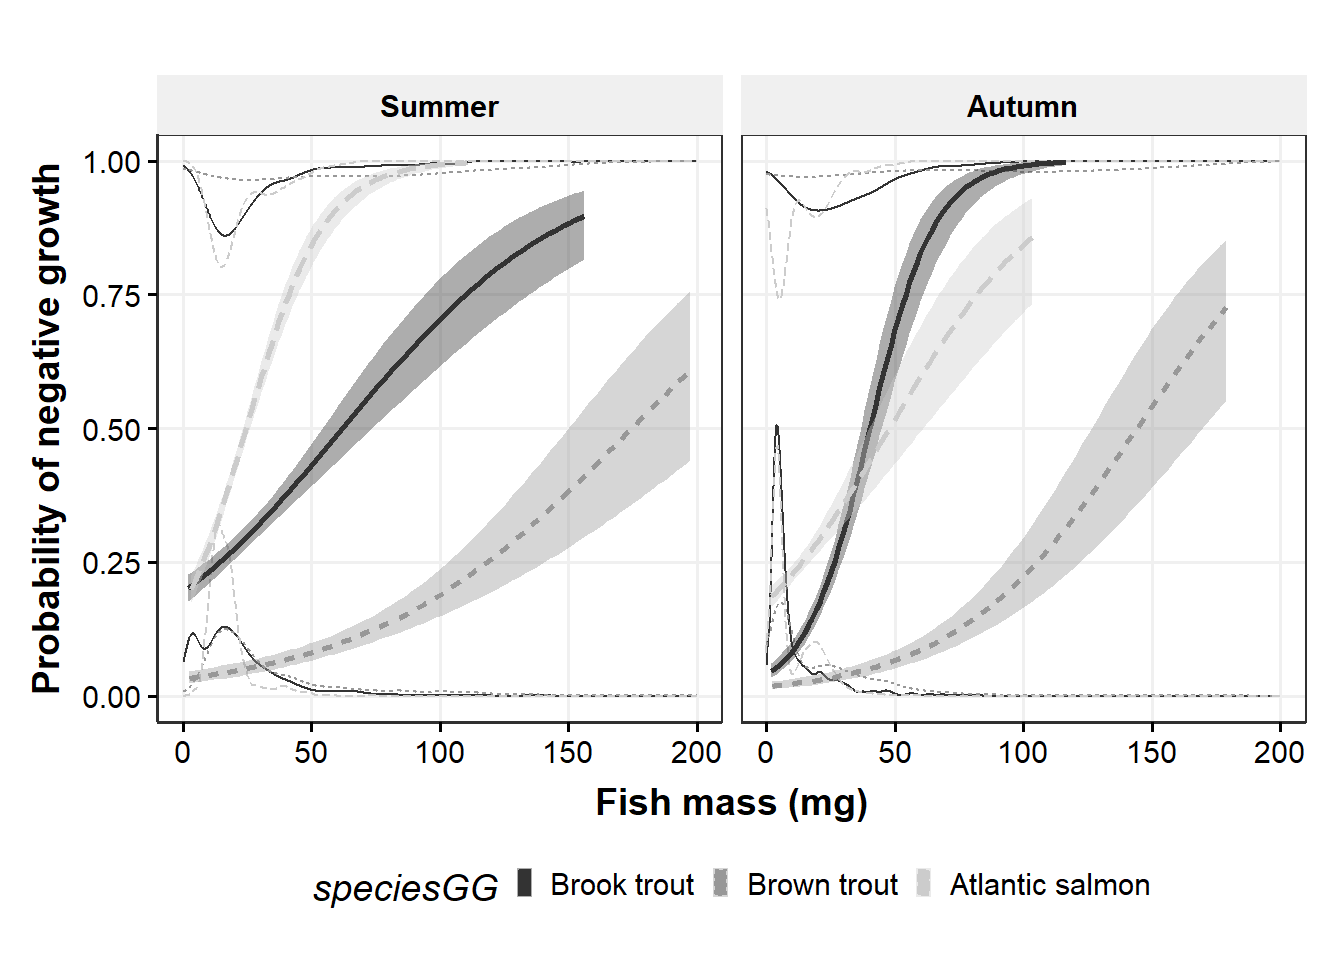 Summer
Autumn
Probability of negative growth
1.00
0.75
0.50
0.25
0.00
0 50 100 150 200
0 50 100 150 200
Fish mass (mg)
speciesGG Brook trout Brown trout Atlantic salmon